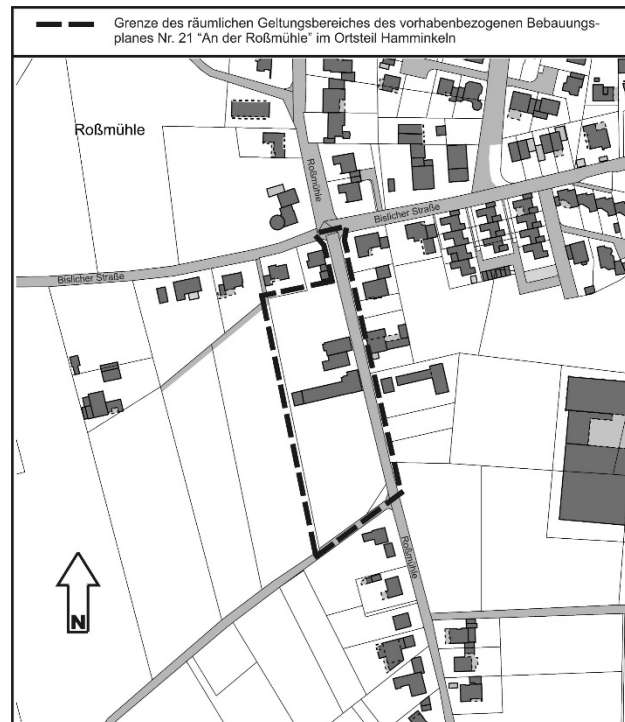 Grenze des räumlichen Geltungsbereiches des vorhabenbezogenen Bebauungs-
planes Nr. 21 "An der Roßmühle" im Ortsteil Hamminkeln
Roßmühle
Roßmühle
Bislicher Straße
Bislicher Straße
Roßmühle
N